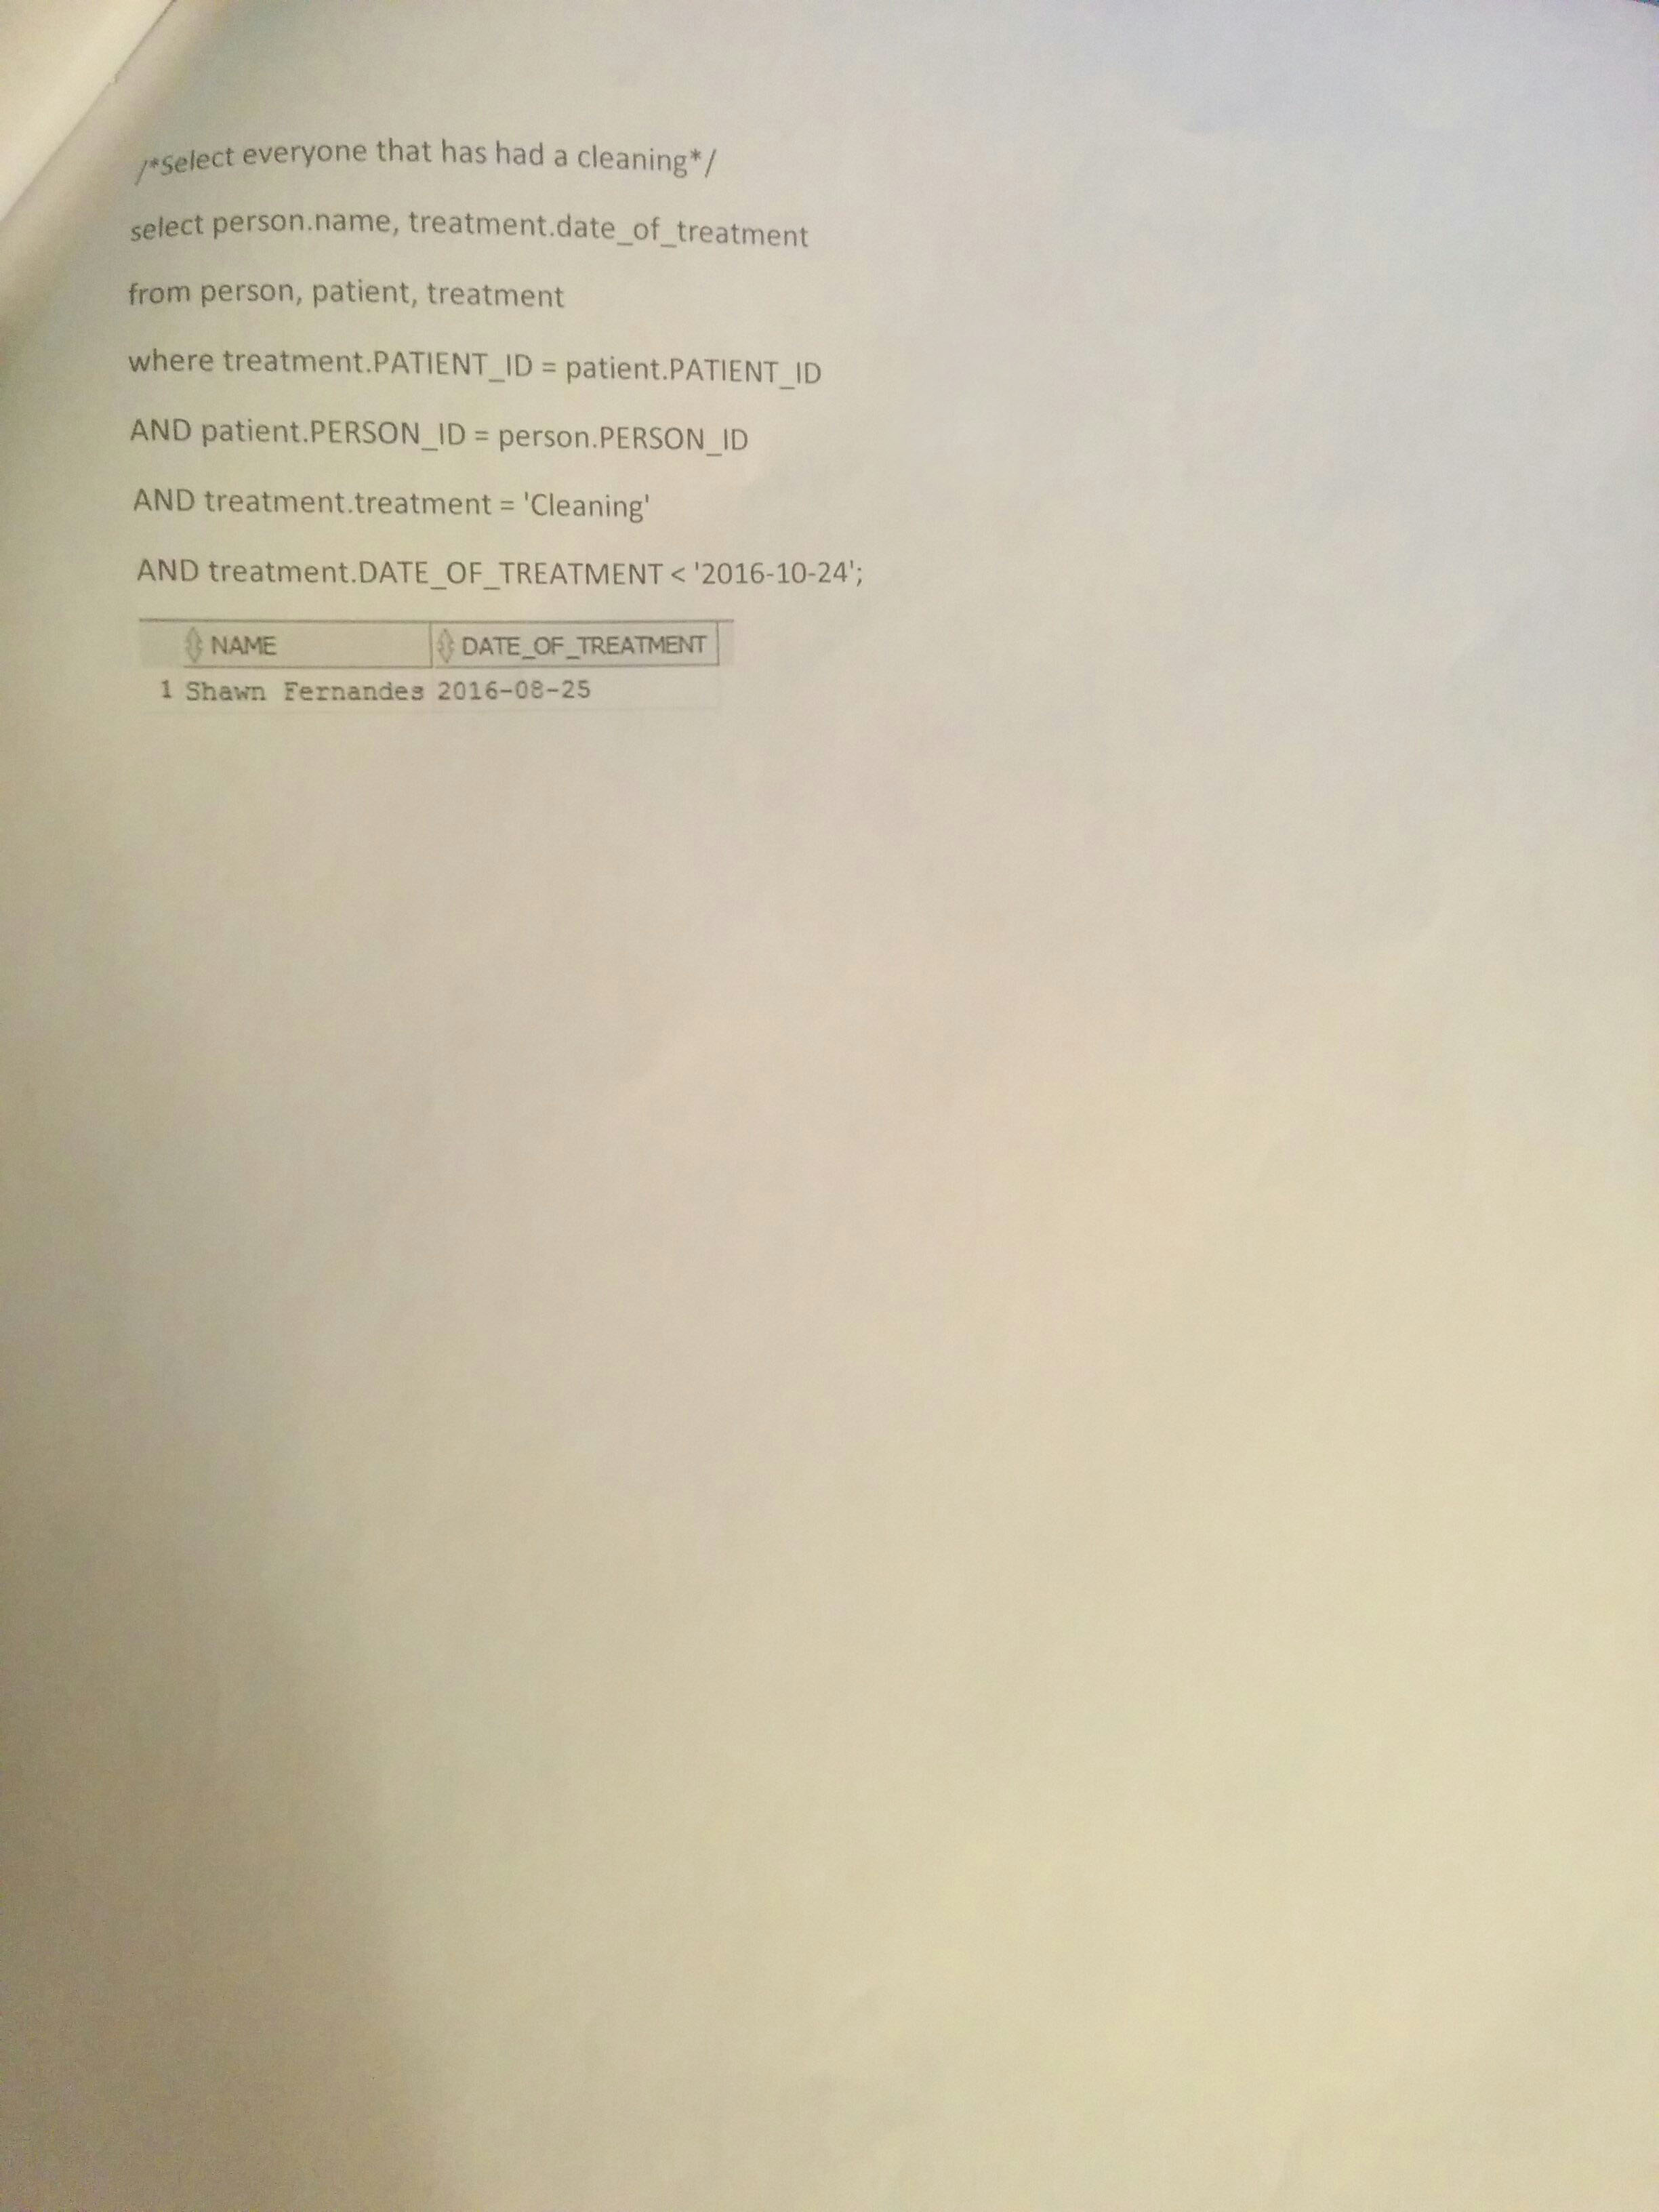 /*Select everyone that has had a cleaning*/
select person.name, treatment.date_of_treatment
from person, patient, treatment
where treatment.PATIENT_ID = patient.PATIENT_ID
AND patient.PERSON_ID = person.PERSON_ID
AND treatment.treatment = 'Cleaning'
AND treatment.DATE_OF_TREATMENT < '2016-10-24';
NAME DATE_OF_TREATMENT
1 Shawn Fernandes 2016-08-25